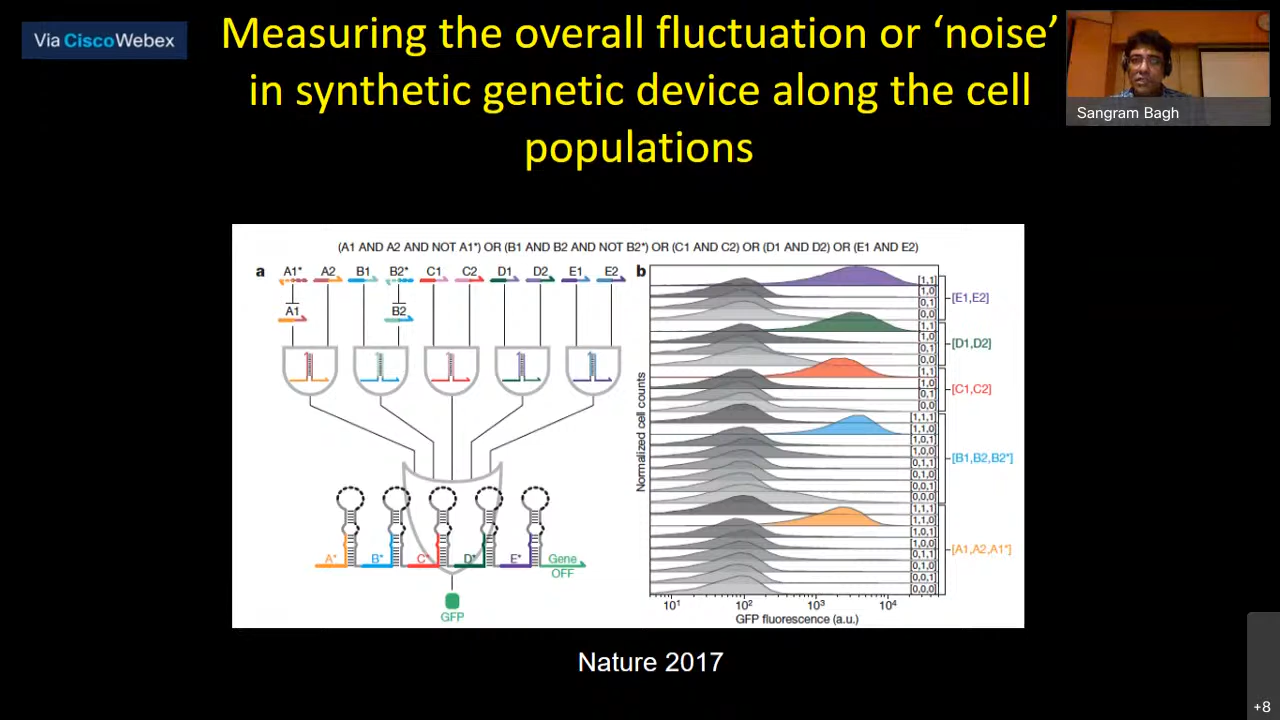 Via CiscoWebex
Measuring the overall fluctuation or ‘noise’
in synthetic genetic device along the cell
populations
Sangram Bagh
(A1 AND A2 AND NOT A1*) OR (B1 AND B2 AND NOT B2*) OR (C1 AND C2) OR (D1 AND D2) OR (E1 AND E2)
a
A1* A2 B1 B2* C1 C2 D1 D2 E1 E2
A1 B2
A* B* C* D* E* Gene
OFF
GFP
b
Normalized cell counts
[1,1]
[1,0]
[0,1]
[0,0]
[E1,E2]
[1,1]
[1,0]
[0,1]
[0,0]
[D1,D2]
[1,1]
[1,0]
[0,1]
[0,0]
[C1,C2]
[1,1,1]
[1,1,0]
[1,0,1]
[1,0,0]
[0,1,1]
[0,1,0]
[0,0,1]
[0,0,0]
[B1,B2,B2*]
[1,1,1]
[1,1,0]
[1,0,1]
[1,0,0]
[0,1,1]
[0,1,0]
[0,0,1]
[0,0,0]
[A1,A2,A1*]
10¹ 10² 10³ 10⁴
GFP fluorescence (a.u.)
Nature 2017
+8